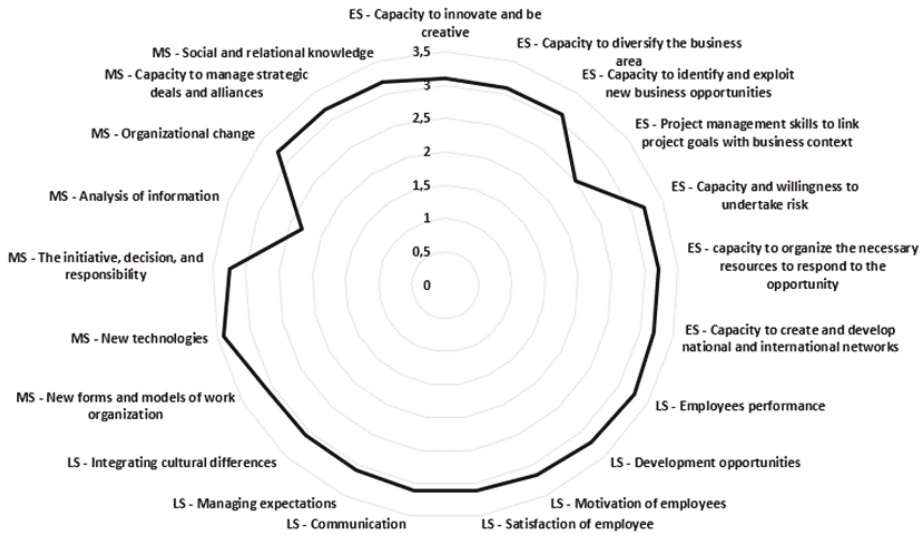 ES - Capacity to innovate and be
creative
ES - Capacity to diversify the business
area
ES - Capacity to identify and exploit
new business opportunities
ES - Project management skills to link
project goals with business context
ES - Capacity and willingness to
undertake risk
ES - capacity to organize the necessary
resources to respond to the
opportunity
ES - Capacity to create and develop
national and international networks
LS - Employees performance
LS - Development opportunities
LS - Motivation of employees
LS - Satisfaction of employee
LS - Communication
LS - Managing expectations
LS - Integrating cultural differences
MS - New forms and models of work
organization
MS - New technologies
MS - The initiative, decision, and
responsibility
MS - Analysis of information
MS - Organizational change
MS - Capacity to manage strategic
deals and alliances
MS - Social and relational knowledge
3,5
3
2,5
2
1,5
1
0,5
0